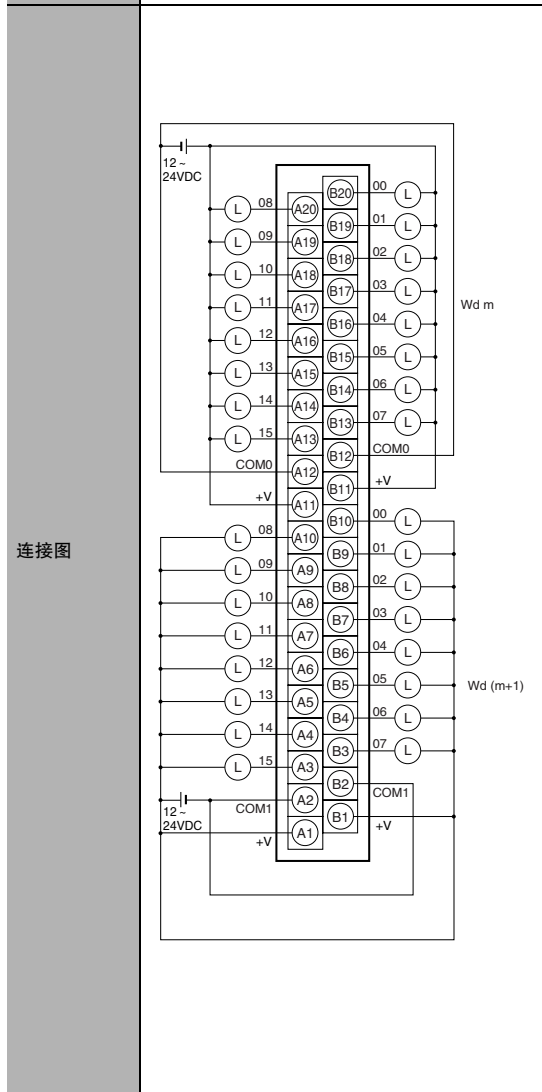 连接图
12 ~
24VDC
08 A20 B20 00 L
L 09 A19 B19 01 L
L 10 A18 B18 02 L
L 11 A17 B17 03 L
L 12 A16 B16 04 L
L 13 A15 B15 05 L
L 14 A14 B14 06 L
L 15 A13 B13 07 L
L
Wd m
COM0 A12 B12 COM0
+V A11 B11 +V
L 08 A10 B10 00 L
L 09 A9 B9 01 L
L 10 A8 B8 02 L
L 11 A7 B7 03 L
L 12 A6 B6 04 L
L 13 A5 B5 05 L
L 14 A4 B4 06 L
L 15 A3 B3 07 L
Wd (m+1)
12 ~
24VDC
COM1 A2 B2 COM1
+V A1 B1 +V